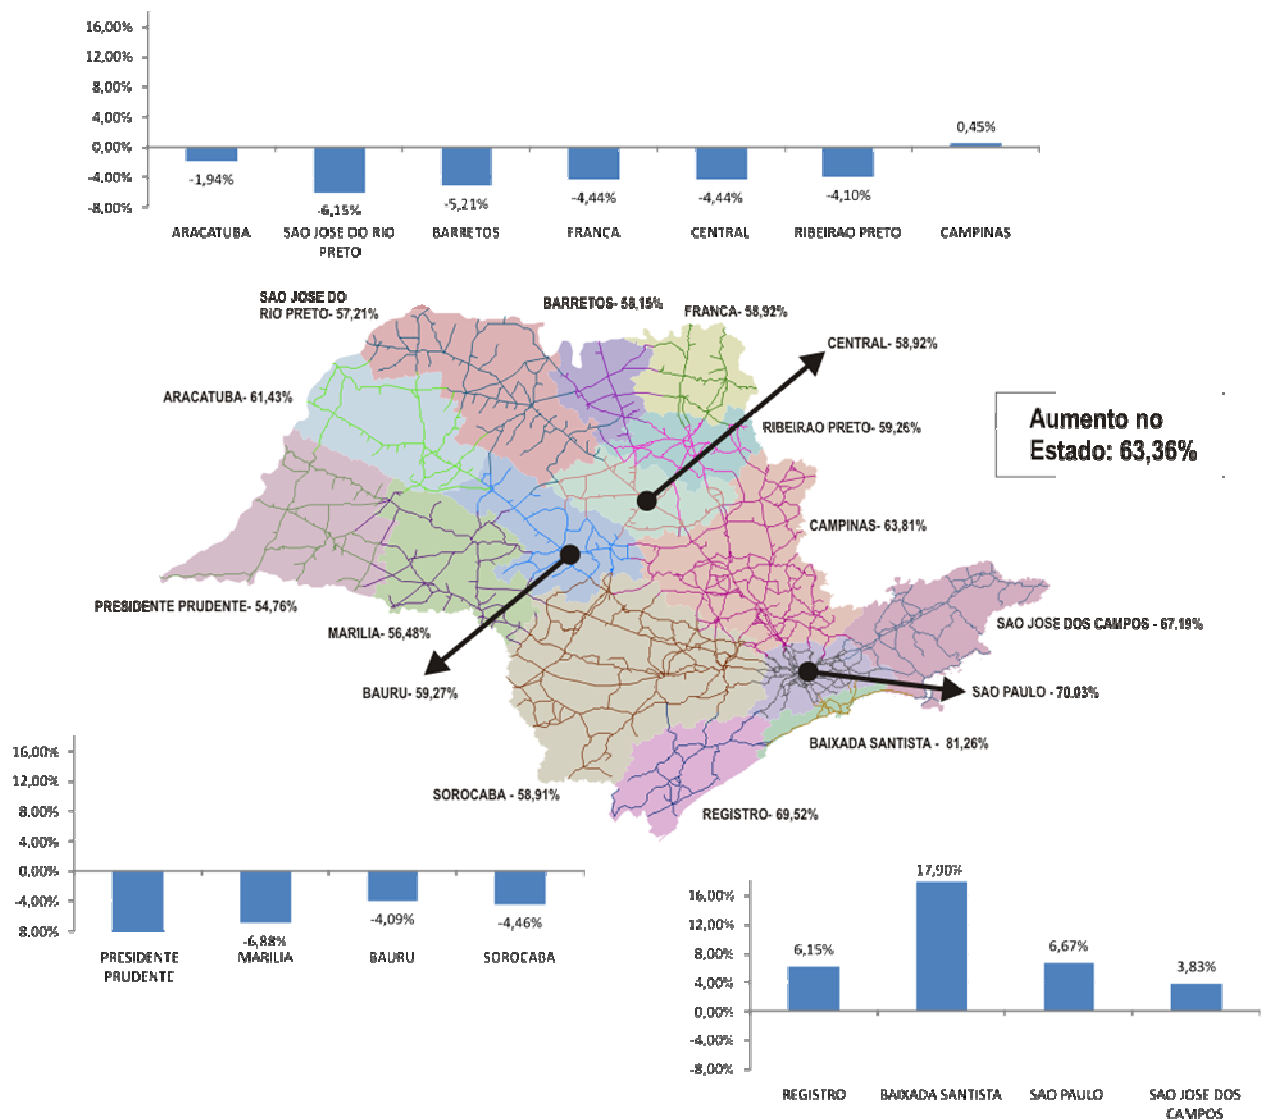 16,00%
12,00%
8,00%
4,00%
0,00%
-4,00%
-8,00%
-1,94%
-6,15%
-5,21%
-4,44%
-4,44%
-4,10%
0,45%
ARACATUBA
SAO JOSE DO RIO
PRETO
BARRETOS
FRANCA
CENTRAL
RIBEIRAO PRETO
CAMPINAS
SAO JOSE DO
RIO PRETO- 57,21%
BARRETOS- 58,15%
FRANCA- 58,92%
CENTRAL- 58,92%
ARACATUBA- 61,43%
RIBEIRAO PRETO- 59,26%
Aumento no
Estado: 63,36%
CAMPINAS- 63,81%
PRESIDENTE PRUDENTE- 54,76%
MARILIA- 56,48%
SAO JOSE DOS CAMPOS - 67,19%
BAURU- 59,27%
SAO PAULO - 70,03%
BAIXADA SANTISTA - 81,26%
SOROCABA - 58,91%
REGISTRO- 69,52%
16,00%
12,00%
8,00%
4,00%
0,00%
-4,00%
8,00%
-6,88%
-4,09%
-4,46%
PRESIDENTE
PRUDENTE
MARILIA
BAURU
SOROCABA
16,00%
12,00%
8,00%
4,00%
0,00%
-4,00%
-8,00%
6,15%
17,90%
6,67%
3,83%
REGISTRO
BAIXADA SANTISTA
SAO PAULO
SAO JOSE DOS
CAMPOS